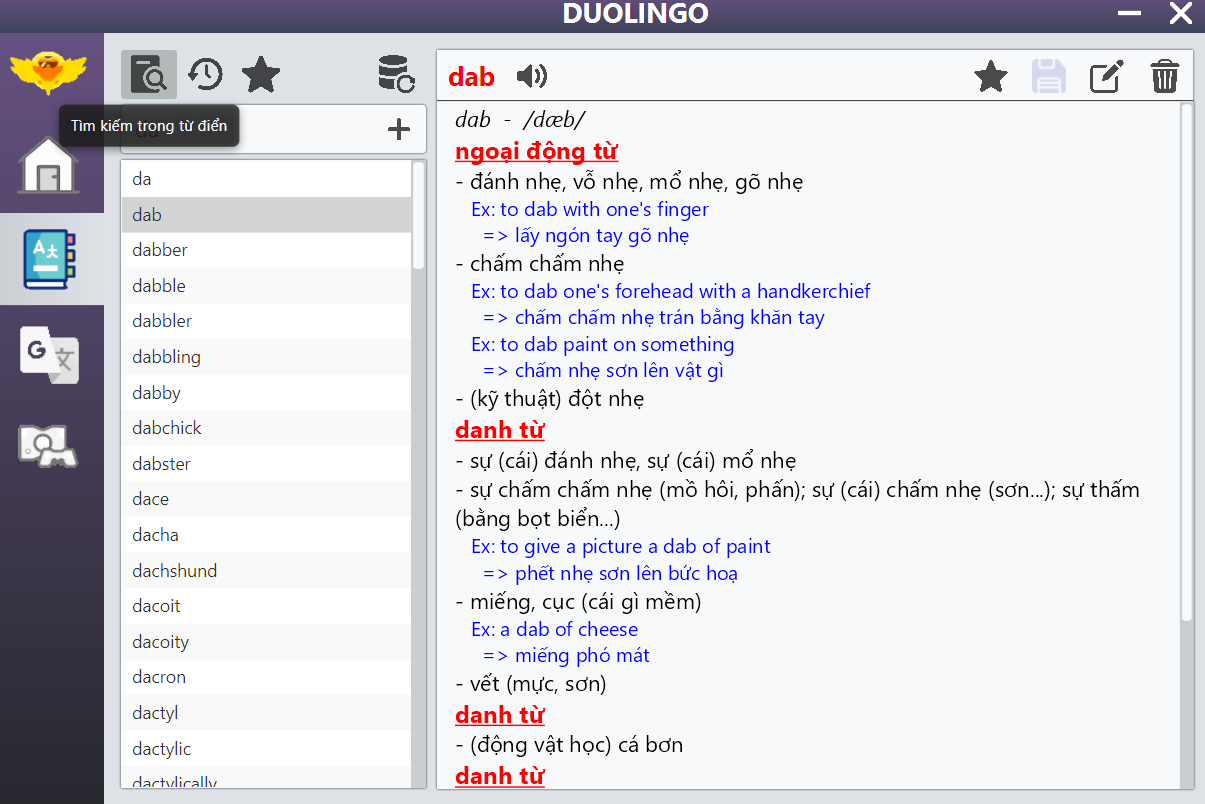 DUOLINGO
Tìm kiếm trong từ điển
da
dab
dabber
dabble
dabbler
dabbling
dabby
dabchick
dabster
dace
dacha
dachshund
dacoit
dacoity
dacron
dactyl
dactylic
dactylically
dab
dab - /dæb/
ngoại động từ
- đánh nhẹ, vỗ nhẹ, mổ nhẹ, gõ nhẹ
Ex: to dab with one's finger
=> lấy ngón tay gõ nhẹ
- chấm chấm nhẹ
Ex: to dab one's forehead with a handkerchief
=> chấm chấm nhẹ trán bằng khăn tay
Ex: to dab paint on something
=> chấm nhẹ sơn lên vật gì
- (kỹ thuật) đột nhẹ
danh từ
- sự (cái) đánh nhẹ, sự (cái) mổ nhẹ
- sự chấm chấm nhẹ (mồ hôi, phấn); sự (cái) chấm nhẹ (sơn...); sự thấm
(bằng bọt biển...)
Ex: to give a picture a dab of paint
=> phết nhẹ sơn lên bức hoạ
- miếng, cục (cái gì mềm)
Ex: a dab of cheese
=> miếng phó mát
- vết (mực, sơn)
danh từ
- (động vật học) cá bơn
danh từ